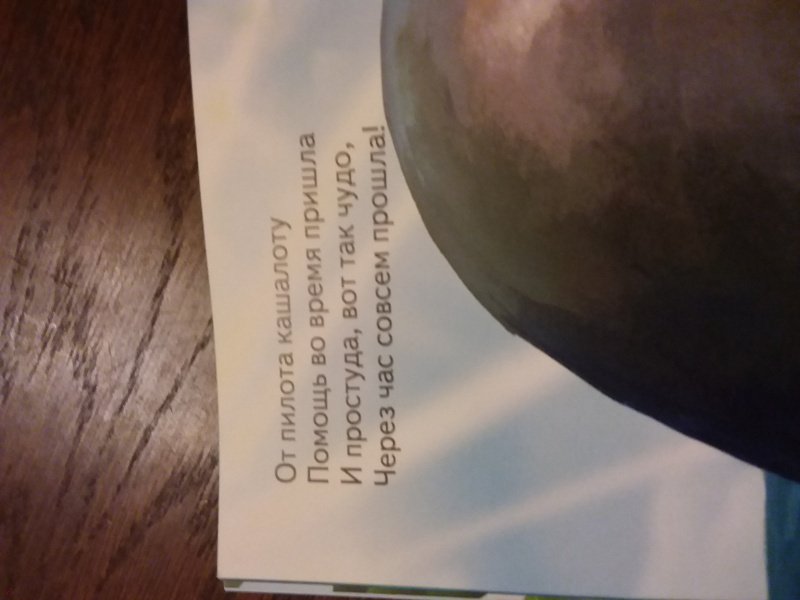 От пилота кашалоту
Помощь во время пришла
И простуда, вот так чудо,
Через час совсем прошла!